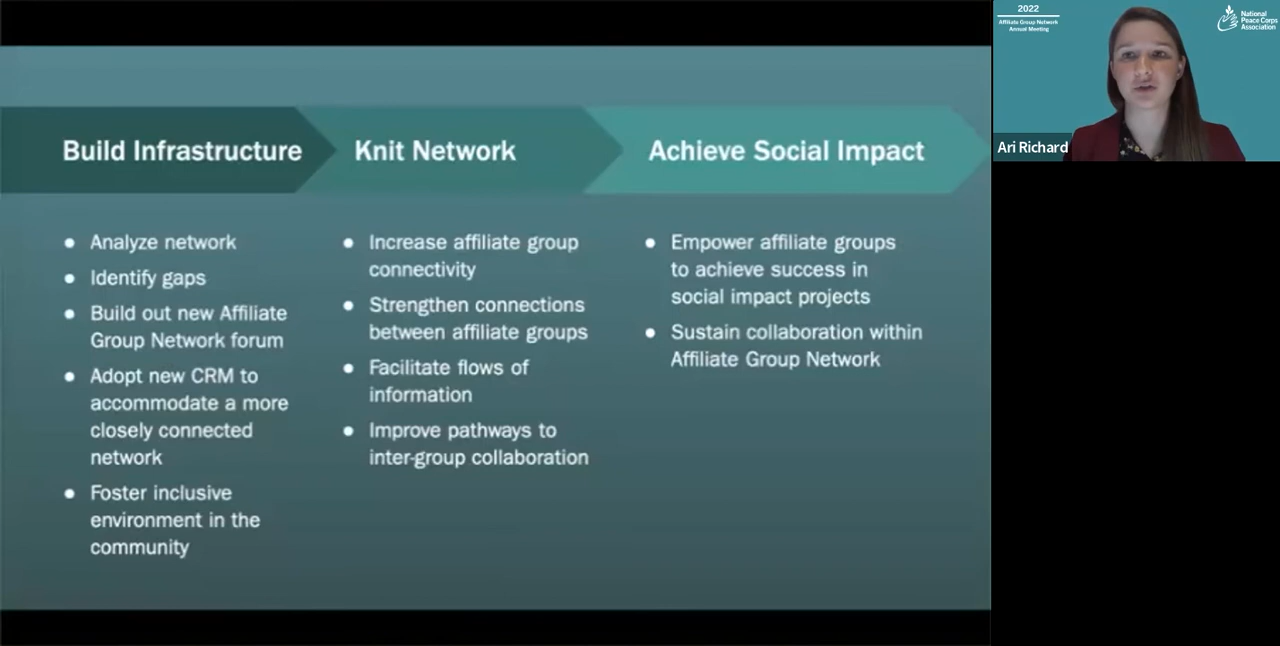 Build Infrastructure
Knit Network
Achieve Social Impact
● Analyze network
● Identify gaps
● Build out new Affiliate
Group Network forum
● Adopt new CRM to
accommodate a more
closely connected
network
● Foster inclusive
environment in the
community
● Increase affiliate group
connectivity
● Strengthen connections
between affiliate groups
● Facilitate flows of
information
● Improve pathways to
inter-group collaboration
● Empower affiliate groups
to achieve success in
social impact projects
● Sustain collaboration within
Affiliate Group Network
2022
Affiliate Group Network
Annual Meeting
National
Peace Corps
Association
Ari Richard